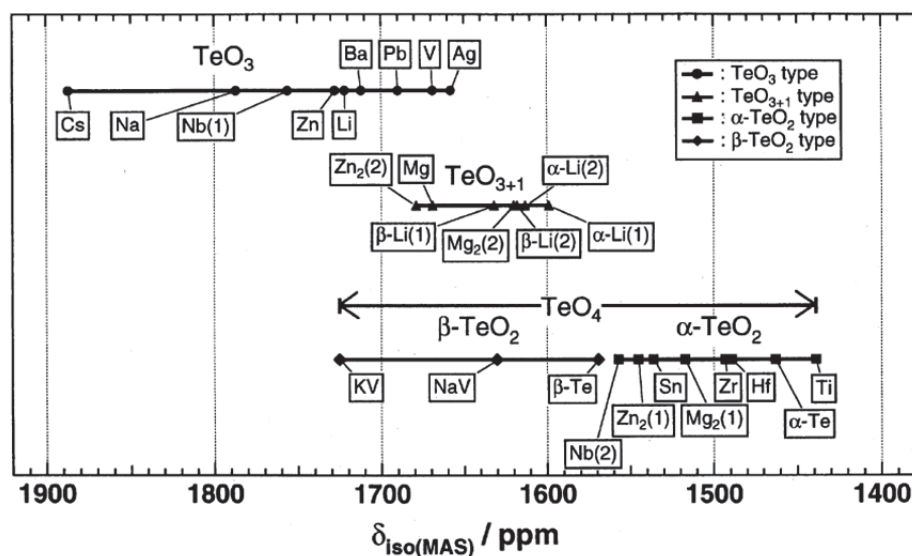 TeO3
Ba Pb V Ag
Cs Na Nb(1) Zn Li
: TeO3 type
: TeO3+1 type
: α-TeO2 type
: β-TeO2 type
Zn2(2) Mg TeO3+1 α-Li(2)
β-Li(1) Mg2(2) β-Li(2) α-Li(1)
TeO4
β-TeO2 α-TeO2
KV NaV β-Te Sn Zr Hf Ti
Nb(2) Zn2(1) Mg2(1) α-Te
1900 1800 1700 1600 1500 1400
δiso(MAS) / ppm